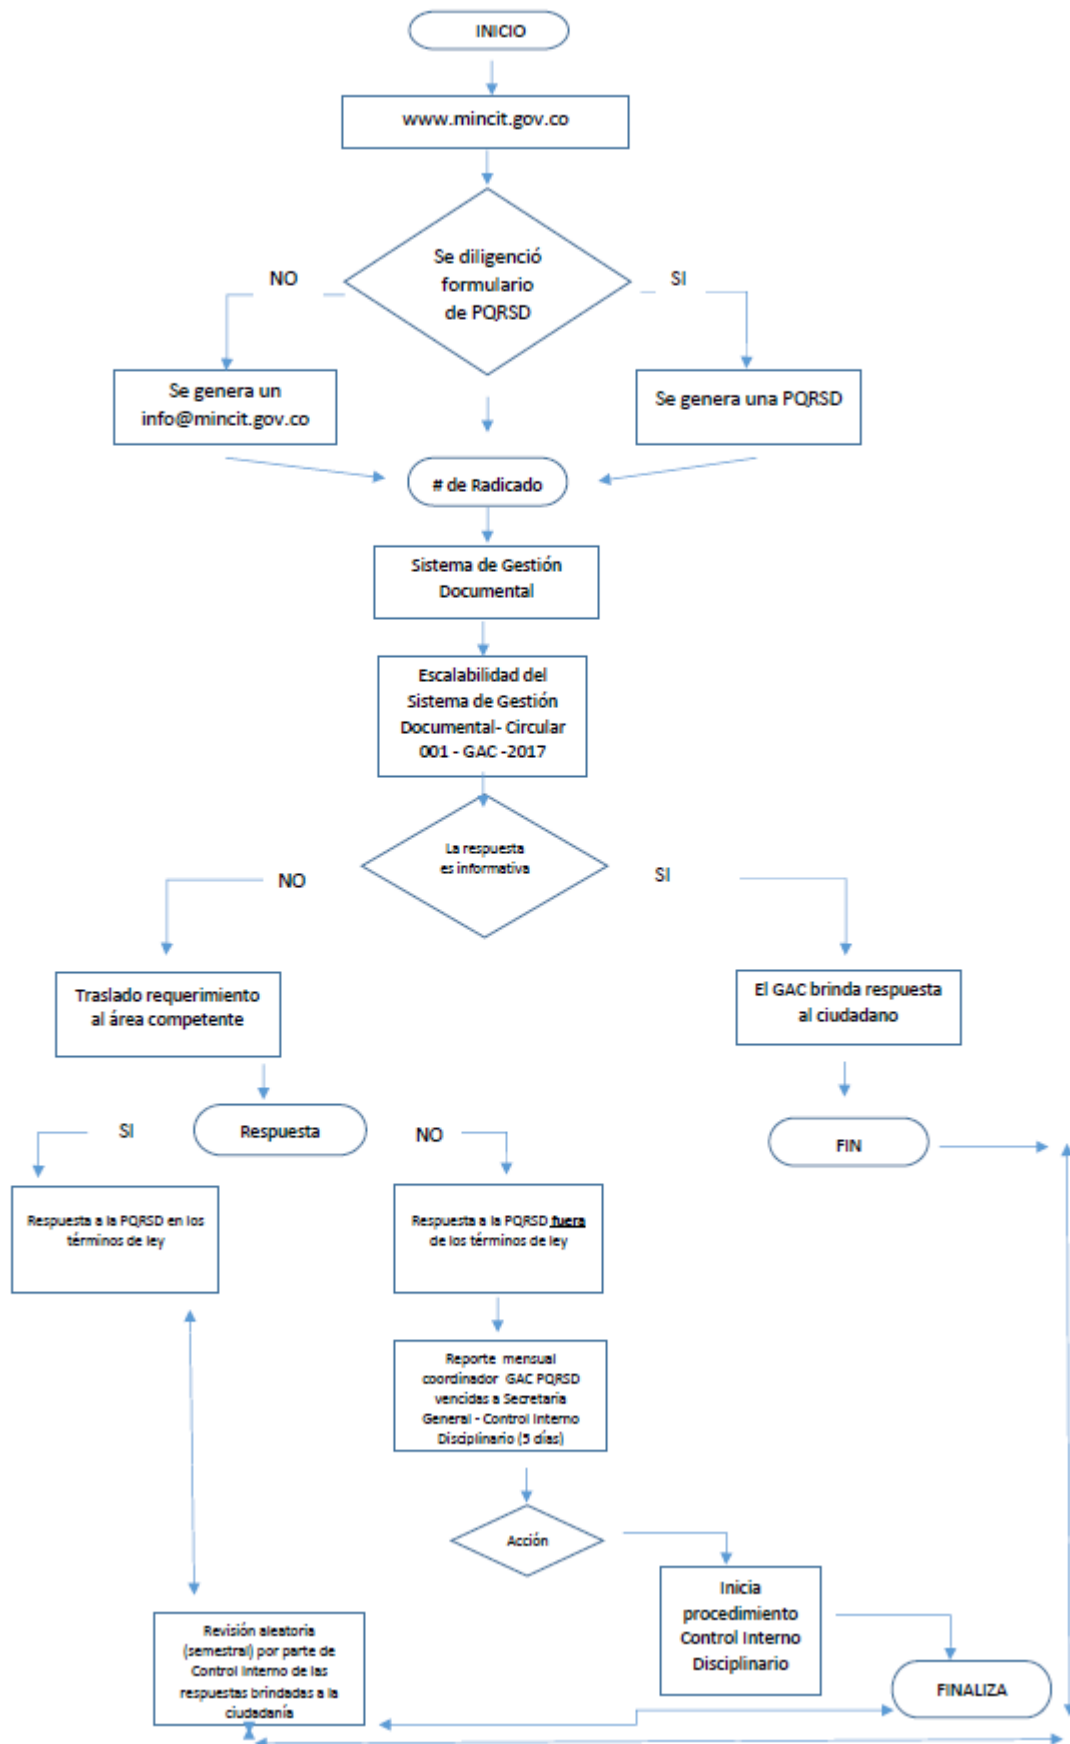 INICIO
www.mincit.gov.co
Se diligenció
formulario
de PQRSD
NO
SI
Se genera un
info@mincit.gov.co
Se genera una PQRSD
# de Radicado
Sistema de Gestión
Documental
Escalabilidad del
Sistema de Gestión
Documental- Circular
001 - GAC -2017
La respuesta
es informativa
NO
SI
Traslado requerimiento
al área competente
El GAC brinda respuesta
al ciudadano
SI
Respuesta
NO
FIN
Respuesta a la PQRSD en los
términos de ley
Respuesta a la PQRSD fuera
de los términos de ley
Reporte mensual
coordinador GAC PQRSD
vencidas a Secretaria
General - Control Interno
Disciplinario (5 días)
Acción
Inicia
procedimiento
Control Interno
Disciplinario
Revisión aleatoria
(semestral) por parte de
Control Interno de las
respuestas brindadas a la
ciudadanía
FINALIZA